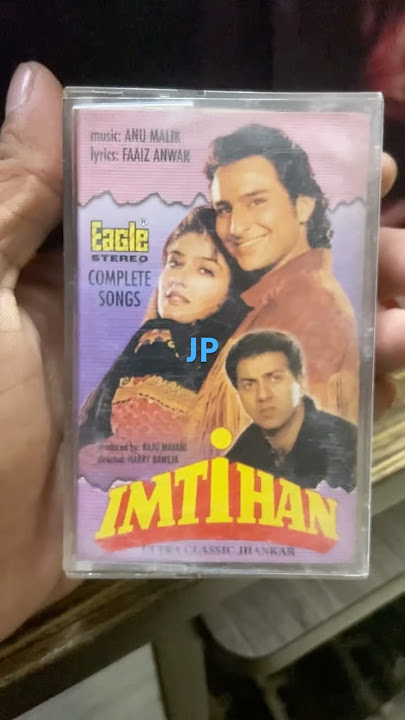 music: ANU MALIK
lyrics: FAAIZ ANWAR
Eagle®
STEREO
COMPLETE
SONGS
JP
produced by: RAJU MAVANI
directed: HARRY BAWEJA
IMTIHAN
ULTRA CLASSIC JHANKAR